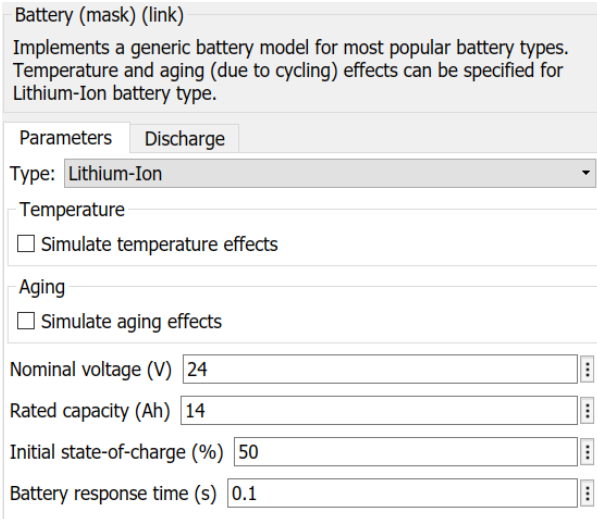 Battery (mask) (link)
Implements a generic battery model for most popular battery types.
Temperature and aging (due to cycling) effects can be specified for
Lithium-Ion battery type.
Parameters Discharge
Type: Lithium-Ion
Temperature
Simulate temperature effects
Aging
Simulate aging effects
Nominal voltage (V) 24
Rated capacity (Ah) 14
Initial state-of-charge (%) 50
Battery response time (s) 0.1